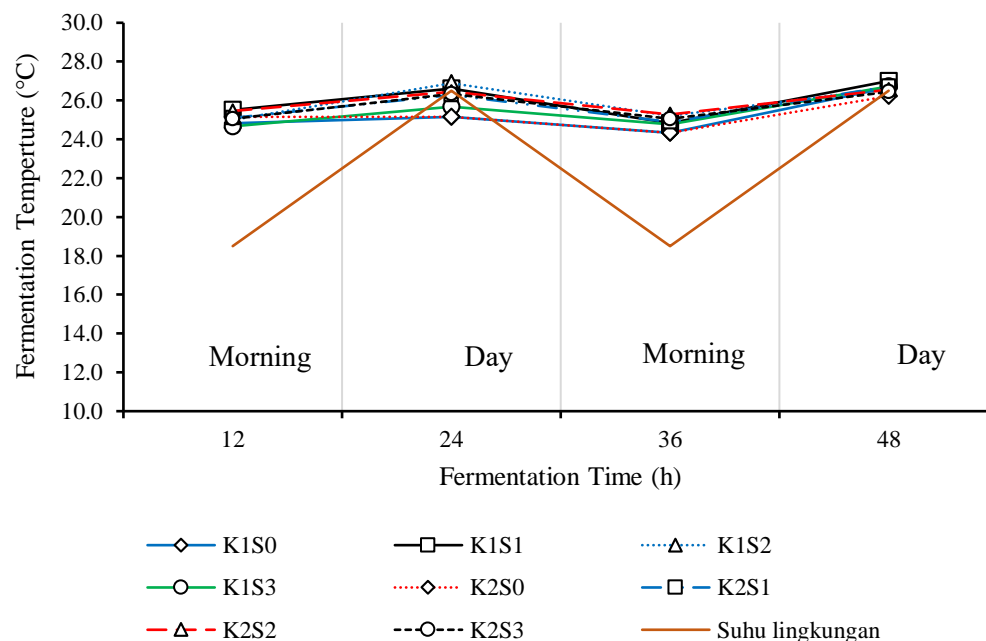 Fermentation Temperture (°C)
30.0
28.0
26.0
24.0
22.0
20.0
18.0
16.0
14.0
12.0
10.0
Morning Day Morning Day
12 24 36 48
Fermentation Time (h)
K1S0 K1S1 K1S2
K1S3 K2S0 K2S1
K2S2 K2S3 Suhu lingkungan